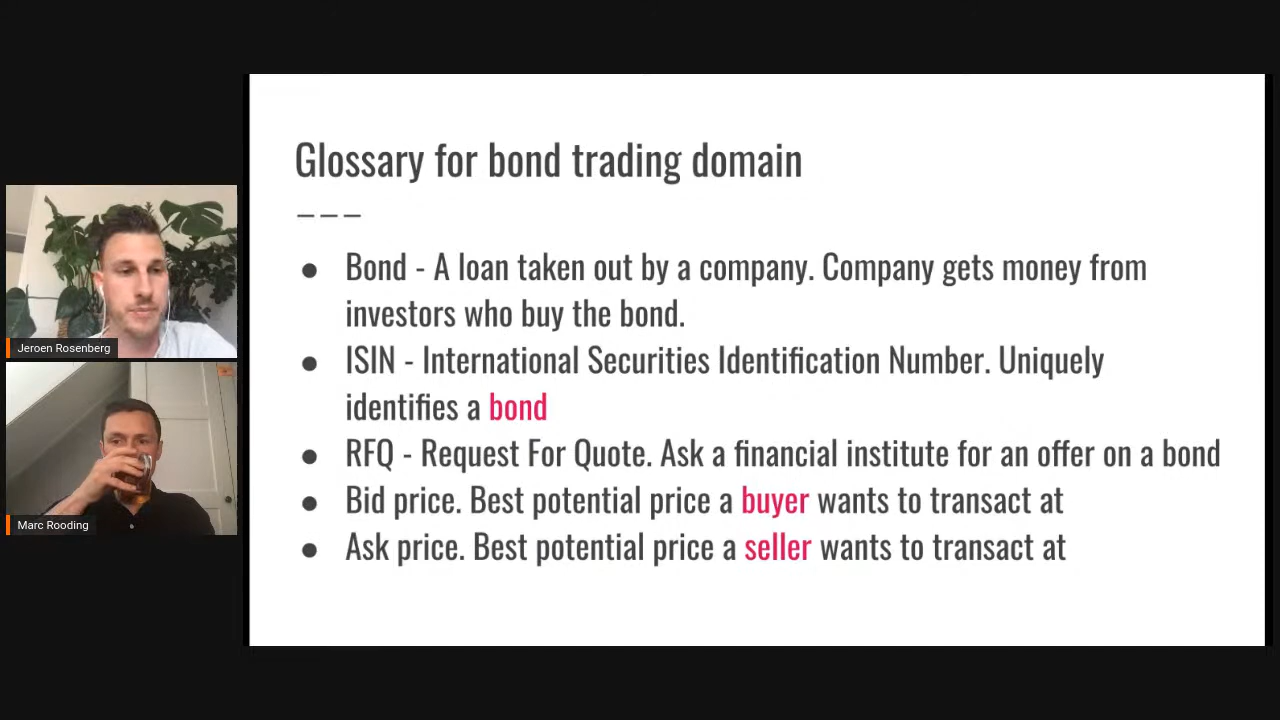 Glossary for bond trading domain
● Bond - A loan taken out by a company. Company gets money from
investors who buy the bond.
● ISIN - International Securities Identification Number. Uniquely
identifies a bond
● RFQ - Request For Quote. Ask a financial institute for an offer on a bond
● Bid price. Best potential price a buyer wants to transact at
● Ask price. Best potential price a seller wants to transact at
Jeroen Rosenberg
Marc Rooding